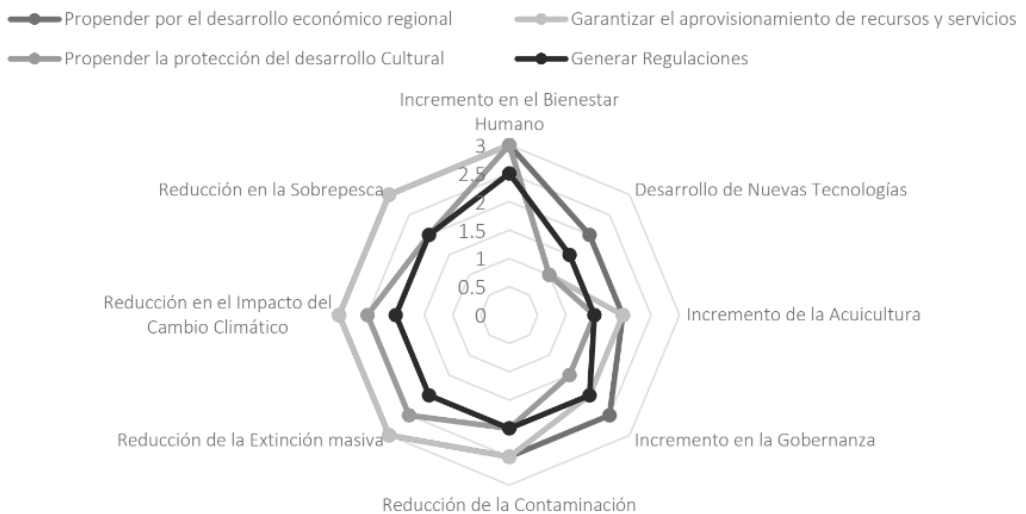 Propender por el desarrollo económico regional
Garantizar el aprovisionamiento de recursos y servicios
Propender la protección del desarrollo Cultural
Generar Regulaciones
Incremento en el Bienestar
Humano
3
2.5
2
1.5
1
0.5
0
Desarrollo de Nuevas Tecnologías
Incremento de la Acuicultura
Incremento en la Gobernanza
Reducción de la Contaminación
Reducción de la Extinción masiva
Reducción en el Impacto del
Cambio Climático
Reducción en la Sobrepesca